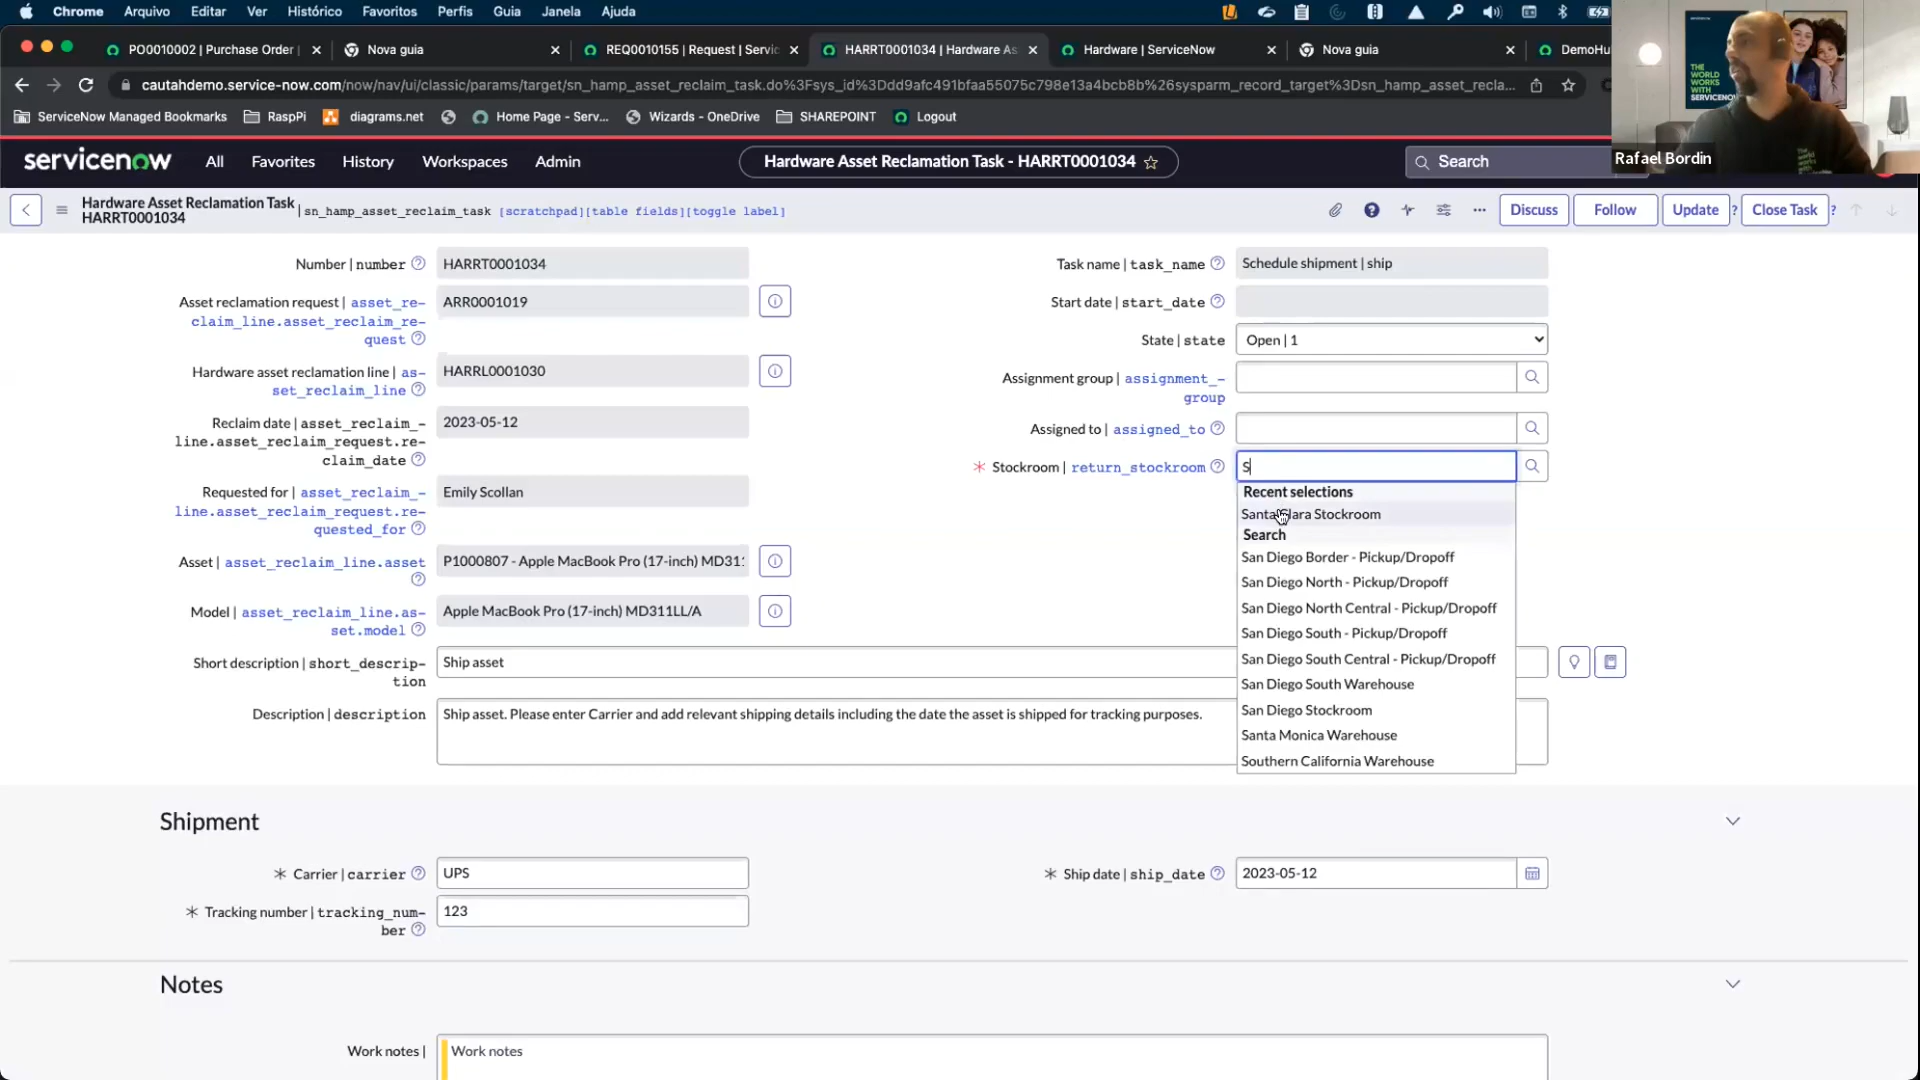 Chrome Arquivo Editar Ver Histórico Favoritos Perfis Guia Janela Ajuda
PO0010002 | Purchase Order Nova guia REQ0010155 | Request | Servic HARRT0001034 | Hardware As Hardware | ServiceNow Nova guia DemoHu
cautahdemo.service-now.com/now/nav/ui/classic/params/target/sn_hamp_asset_reclaim_task.do%3Fsys_id%3Ddd9afc491bfaa55075c798e13a4bcb8b%26sysparm_record_target%3Dsn_hamp_asset_recla...
ServiceNow Managed Bookmarks RaspPi diagrams.net Home Page - Serv... Wizards - OneDrive SHAREPOINT Logout
THE
WORLD
WORKS
WITH
SERVICENOW
Rafael Bordin
servicenow All Favorites History Workspaces Admin Hardware Asset Reclamation Task - HARRT0001034 Search
Hardware Asset Reclamation Task
HARRT0001034
| sn_hamp_asset_reclaim_task [scratchpad][table fields][toggle label]
Discuss Follow Update ? Close Task ?
Number | number HARRT0001034
Asset reclamation request | asset_re-
claim_line.asset_reclaim_re-
quest
ARR0001019
Hardware asset reclamation line | as-
set_reclaim_line
HARRL0001030
Reclaim date | asset_reclaim_-
line.asset_reclaim_request.re-
claim_date
2023-05-12
Requested for | asset_reclaim_-
line.asset_reclaim_request.re-
quested_for
Emily Scollan
Asset | asset_reclaim_line.asset
P1000807 - Apple MacBook Pro (17-inch) MD31:
Model | asset_reclaim_line.as-
set.model
Apple MacBook Pro (17-inch) MD311LL/A
Short description | short_descrip-
tion
Ship asset
Description | description
Ship asset. Please enter Carrier and add relevant shipping details including the date the asset is shipped for tracking purposes.
Task name | task_name Schedule shipment | ship
Start date | start_date
State | state Open | 1
Assignment group | assignment_-
group
Assigned to | assigned_to
* Stockroom | return_stockroom S
Recent selections
Santa Clara Stockroom
Search
San Diego Border - Pickup/Dropoff
San Diego North - Pickup/Dropoff
San Diego North Central - Pickup/Dropoff
San Diego South - Pickup/Dropoff
San Diego South Central - Pickup/Dropoff
San Diego South Warehouse
San Diego Stockroom
Santa Monica Warehouse
Southern California Warehouse
Shipment
* Carrier | carrier UPS
* Ship date | ship_date 2023-05-12
* Tracking number | tracking_num-
ber
123
Notes
Work notes | Work notes